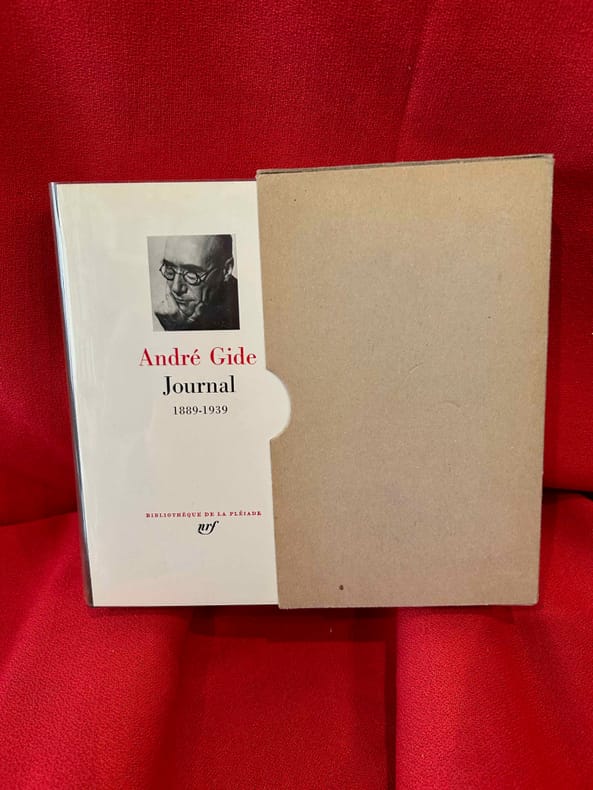 André Gide
Journal
1889-1939
BIBLIOTHÈQUE DE LA PLÉIADE
nrf